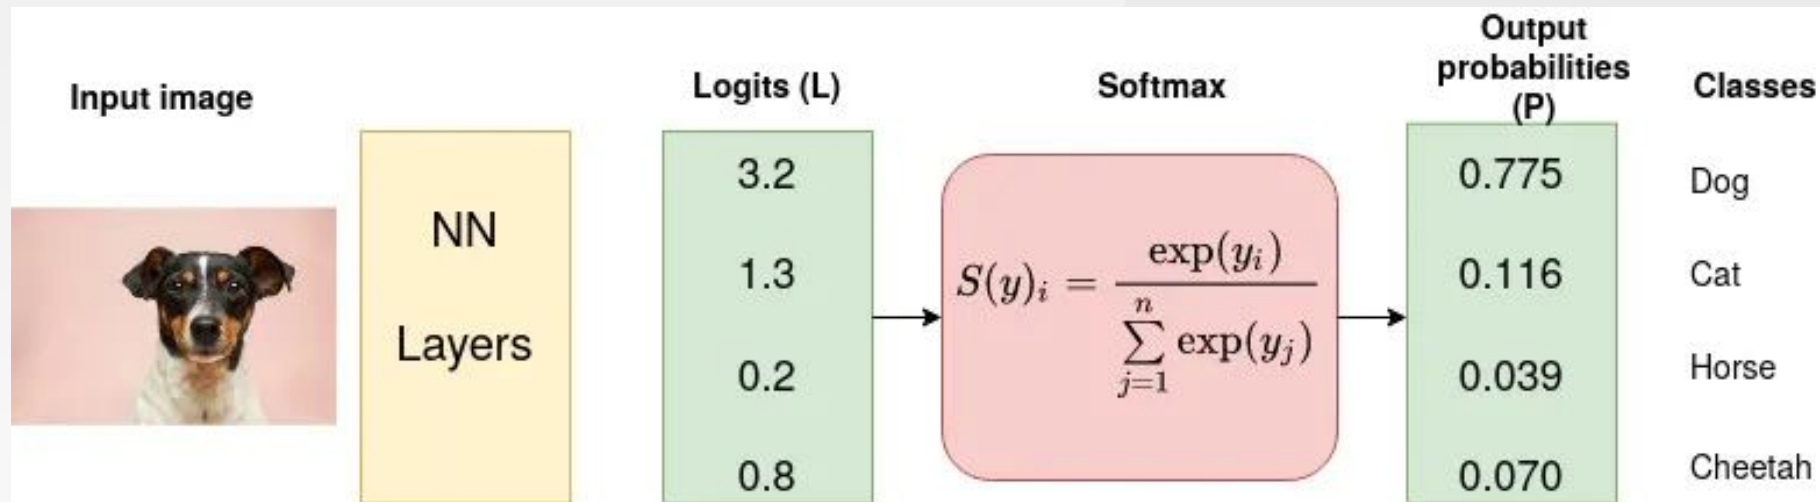 Input image
NN
Layers
Logits (L)
3.2
1.3
0.2
0.8
Softmax
S(y)_i = exp(y_i) / \sum_{j=1}^{n} exp(y_j)
Output
probabilities
(P)
0.775
0.116
0.039
0.070
Classes
Dog
Cat
Horse
Cheetah